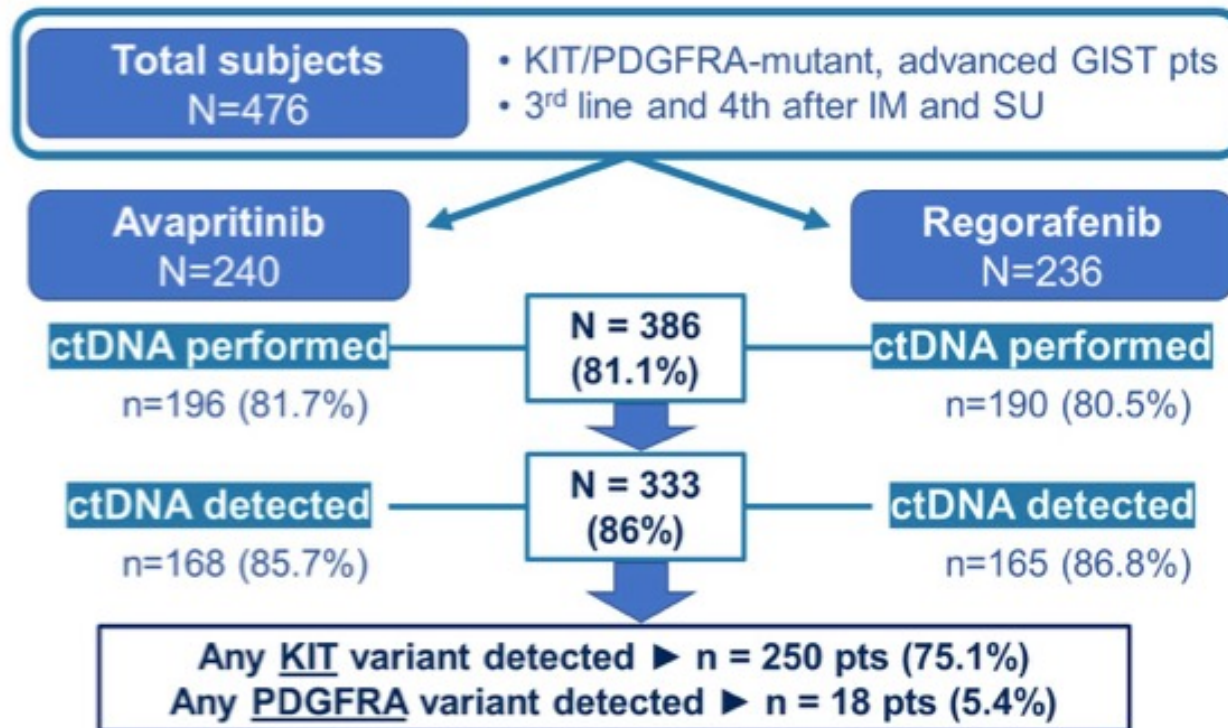 Total subjects
N=476
• KIT/PDGFRA-mutant, advanced GIST pts
• 3rd line and 4th after IM and SU
Avapritinib
N=240
Regorafenib
N=236
N = 386
(81.1%)
ctDNA performed
n=196 (81.7%)
ctDNA performed
n=190 (80.5%)
N = 333
(86%)
ctDNA detected
n=168 (85.7%)
ctDNA detected
n=165 (86.8%)
Any KIT variant detected ► n = 250 pts (75.1%)
Any PDGFRA variant detected ► n = 18 pts (5.4%)